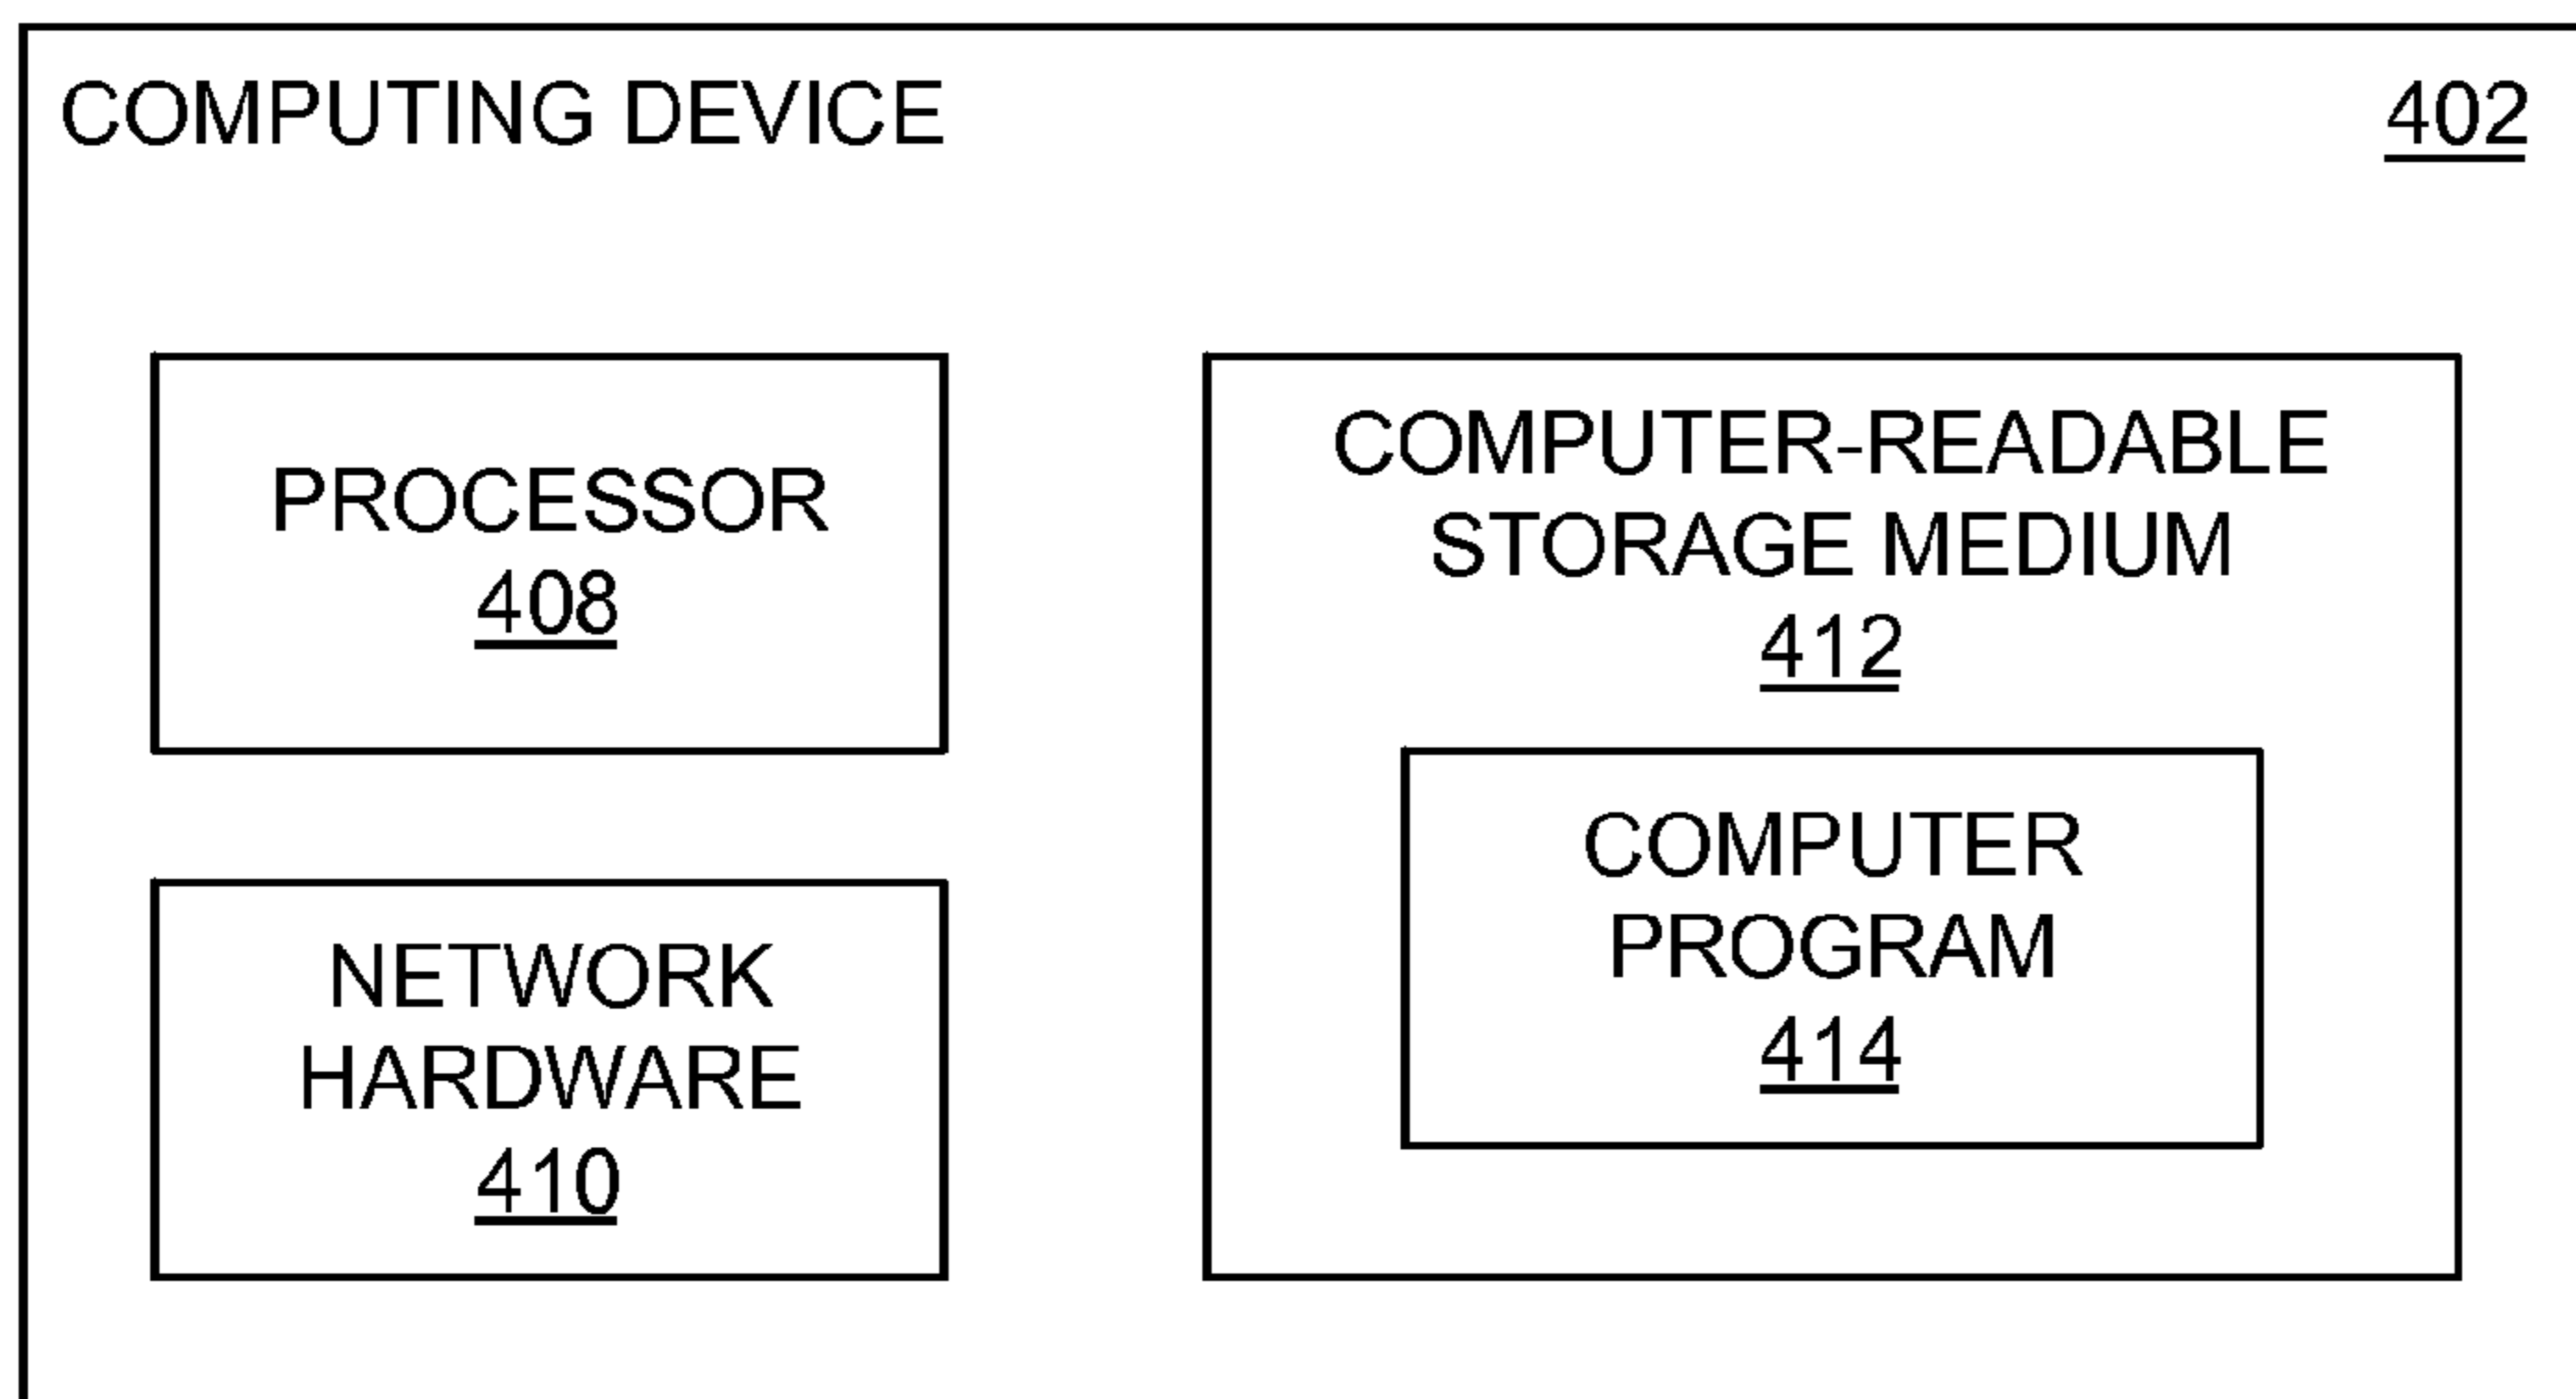 COMPUTING DEVICE 402
PROCESSOR
408
COMPUTER-READABLE
STORAGE MEDIUM
412
COMPUTER
PROGRAM
414
NETWORK
HARDWARE
410